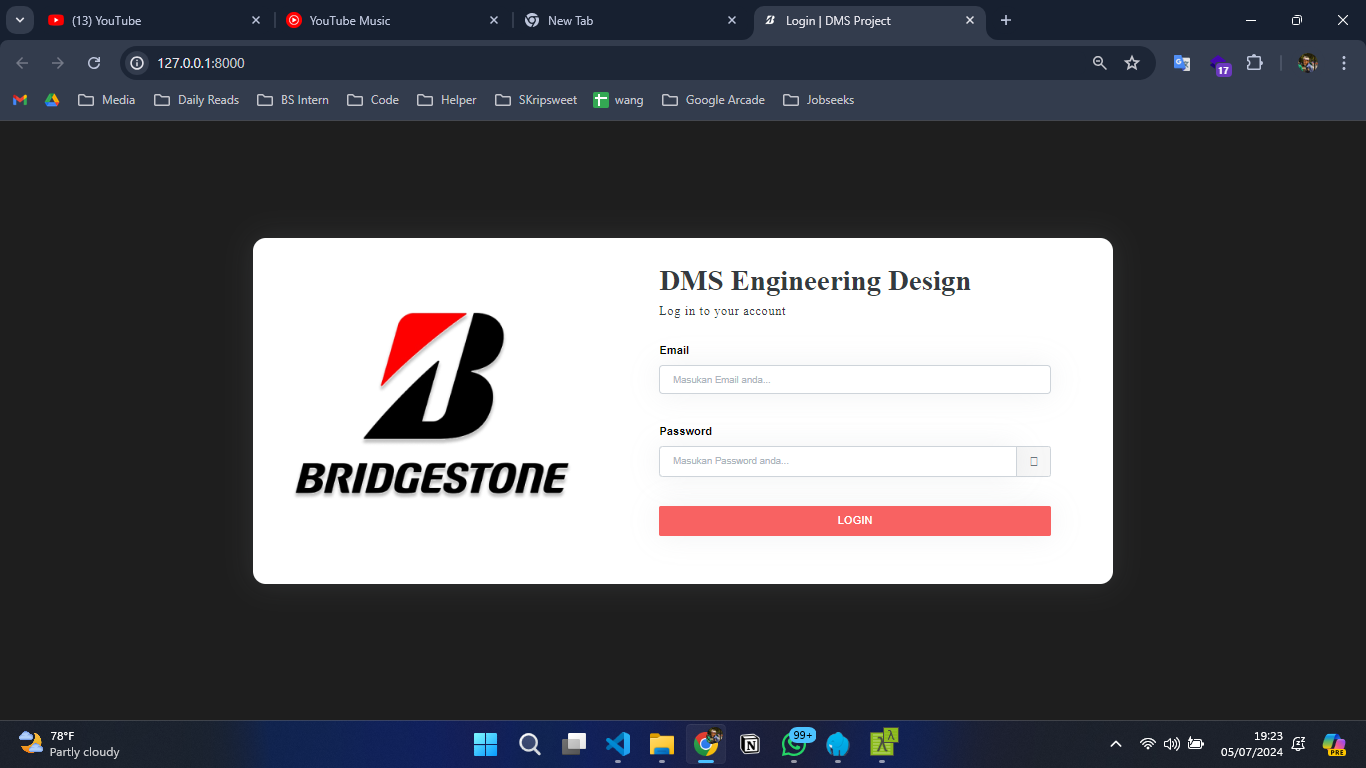 (13) YouTube
YouTube Music
New Tab
Login | DMS Project
127.0.0.1:8000
17
Media
Daily Reads
BS Intern
Code
Helper
SKripsweet
wang
Google Arcade
Jobseeks
BRIDGESTONE
DMS Engineering Design
Log in to your account
Email
Masukan Email anda...
Password
Masukan Password anda...
LOGIN
78°F
Partly cloudy
99+
19:23
05/07/2024
PRE